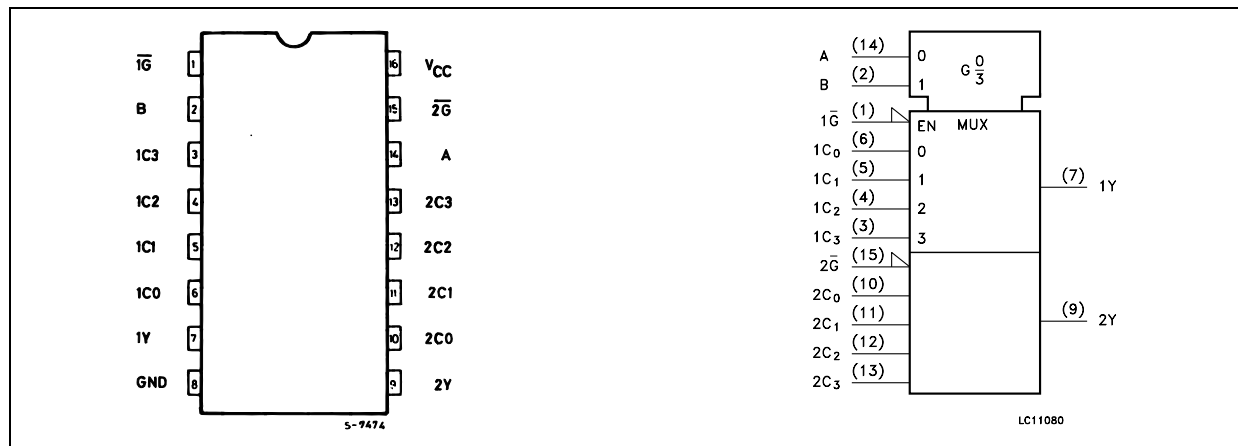 1G̅ 1 16 VCC
B 2 15 2G̅
1C3 3 14 A
1C2 4 13 2C3
1C1 5 12 2C2
1C0 6 11 2C1
1Y 7 10 2C0
GND 8 9 2Y
S-7474
A (14) 0 G 0/3
B (2) 1
1G̅ (1) EN MUX
1C0 (6) 0
1C1 (5) 1
(7) 1Y
1C2 (4) 2
1C3 (3) 3
2G̅ (15)
2C0 (10)
2C1 (11)
(9) 2Y
2C2 (12)
2C3 (13)
LC11080